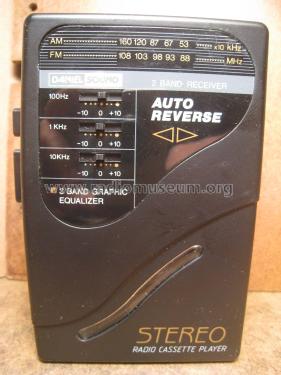 AM 160 120 87 67 53 x10 kHz
FM 108 103 98 93 88 MHz
DANIEL SOUND
2 BAND RECEIVER
100Hz
-10 0 +10
AUTO
REVERSE
1 KHz
-10 0 +10
10KHz
-10 0 +10
www.radiomuseum.org
3 BAND GRAPHIC
EQUALIZER
STEREO
RADIO CASSETTE PLAYER